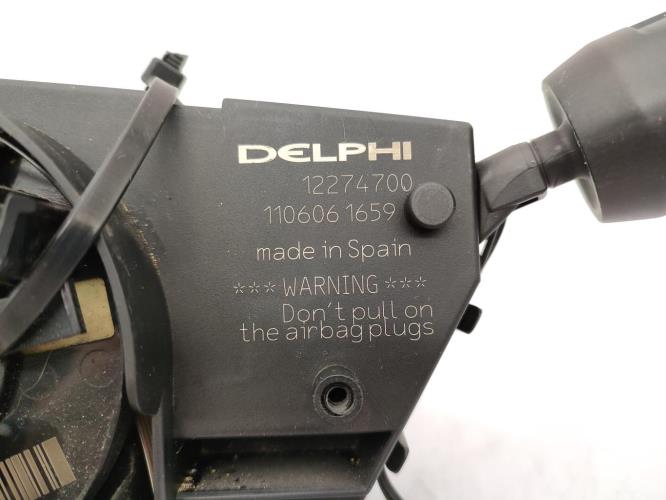 DELPHI
12274700
110606 1659
made in Spain
*** WARNING ***
Don't pull on
the airbag plugs